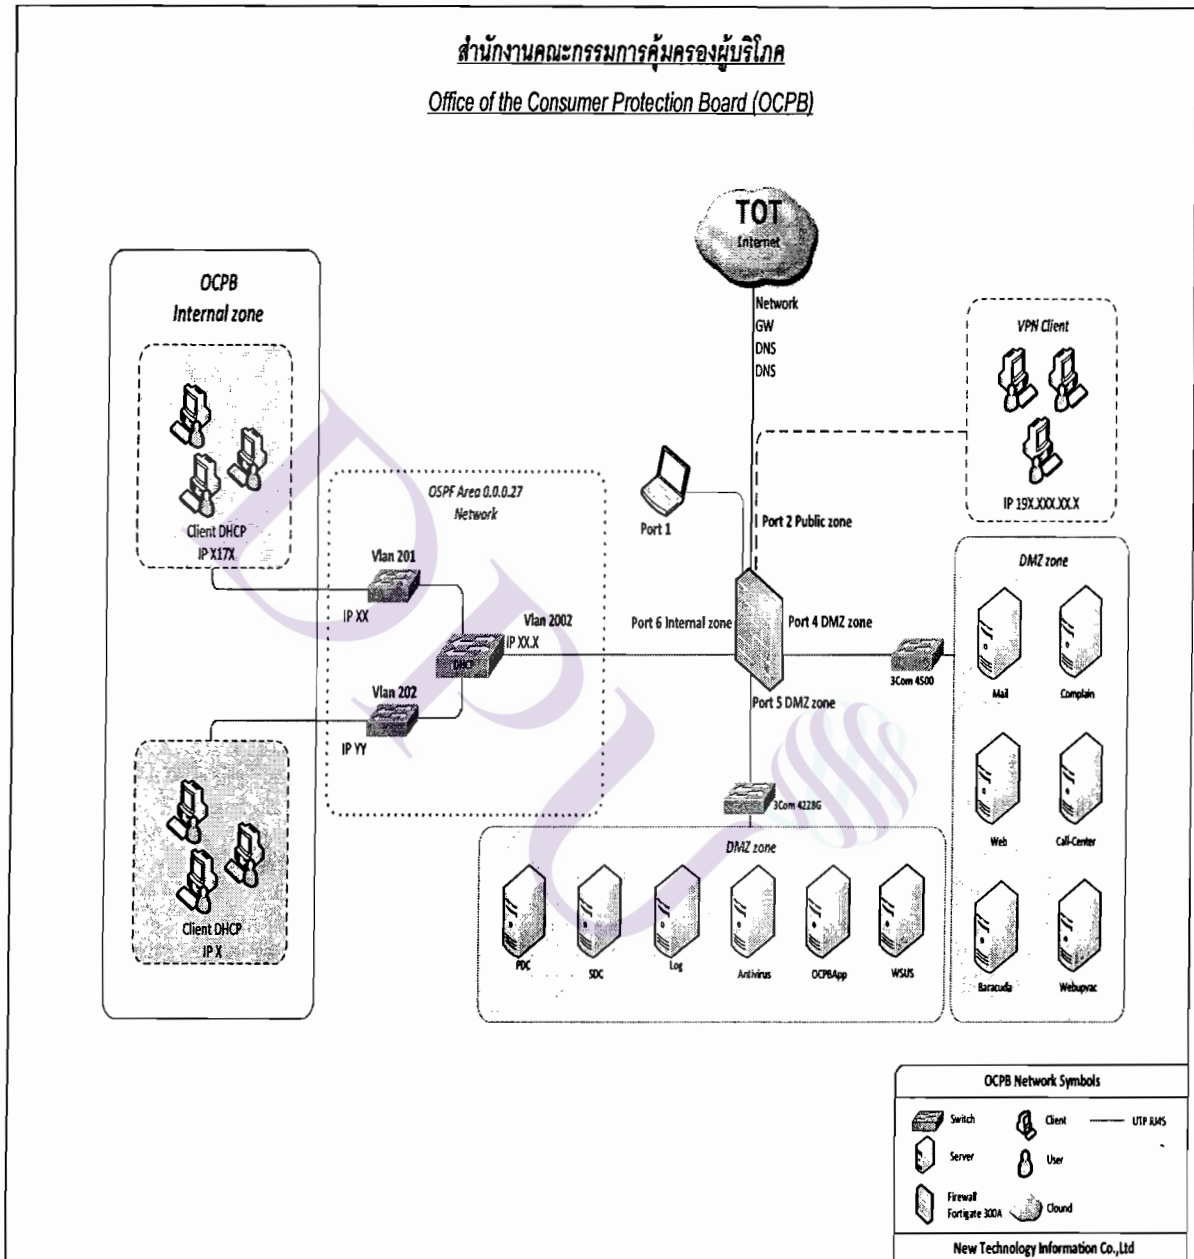 สำนักงานคณะกรรมการคุ้มครองผู้บริโภค
Office of the Consumer Protection Board (OCPB)
TOT
Internet
Network
GW
DNS
DNS
OCPB
Internal zone
Client DHCP
IP X17X
VPN Client
IP 19X.XXX.XX.X
OSPF Area 0.0.0.27
Network
Vlan 201
IP XX
Vlan 2002
IP XX.X
DHCP
Vlan 202
IP YY
Client DHCP
IP X
Port 1
Port 2 Public zone
Port 6 Internal zone
Port 4 DMZ zone
Port 5 DMZ zone
3Com 4500
3Com 4228G
DMZ zone
Mail
Complain
Web
Call-Center
Baracuda
Webupvac
DMZ zone
PDC
SDC
Log
Antivirus
OCPBApp
WSUS
DPU
OCPB Network Symbols
Switch
Client
UTP RJ45
Server
User
Firewall
Fortigate 300A
Clound
New Technology Information Co.,Ltd